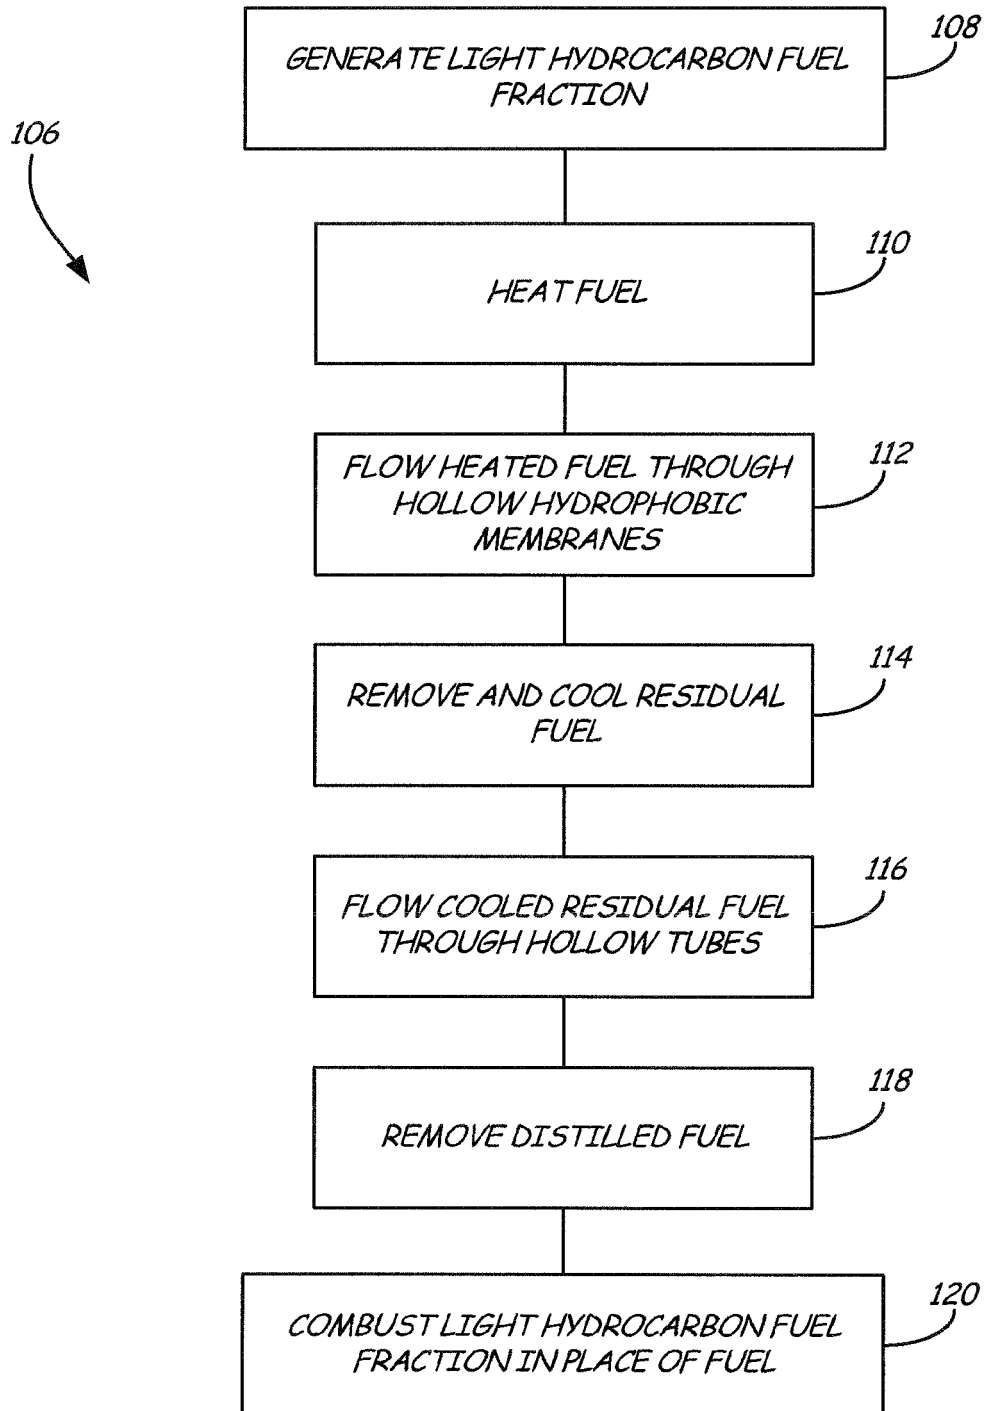 108
GENERATE LIGHT HYDROCARBON FUEL
FRACTION
106
110
HEAT FUEL
112
FLOW HEATED FUEL THROUGH
HOLLOW HYDROPHOBIC
MEMBRANES
114
REMOVE AND COOL RESIDUAL
FUEL
116
FLOW COOLED RESIDUAL FUEL
THROUGH HOLLOW TUBES
118
REMOVE DISTILLED FUEL
120
COMBUST LIGHT HYDROCARBON FUEL
FRACTION IN PLACE OF FUEL